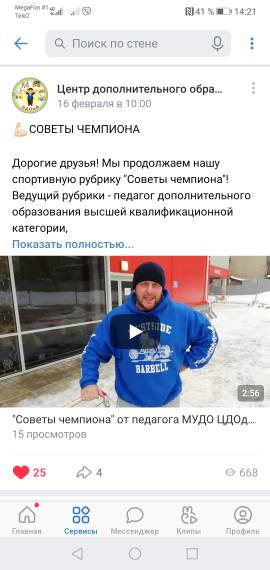 MegaFon #1
Tele2
41 %
14:21
Поиск по стене
Центр дополнительного обра...
16 февраля в 10:00
💪🏻СОВЕТЫ ЧЕМПИОНА
Дорогие друзья! Мы продолжаем нашу
спортивную рубрику "Советы чемпиона"!
Ведущий рубрики - педагог дополнительного
образования высшей квалификационной
категории,
Показать полностью...
WESTSIDE
BARBELL
2:56
"Советы чемпиона" от педагога МУДО ЦДОд...
15 просмотров
25
4
668
Главная
Сервисы
Мессенджер
Клипы
Профиль